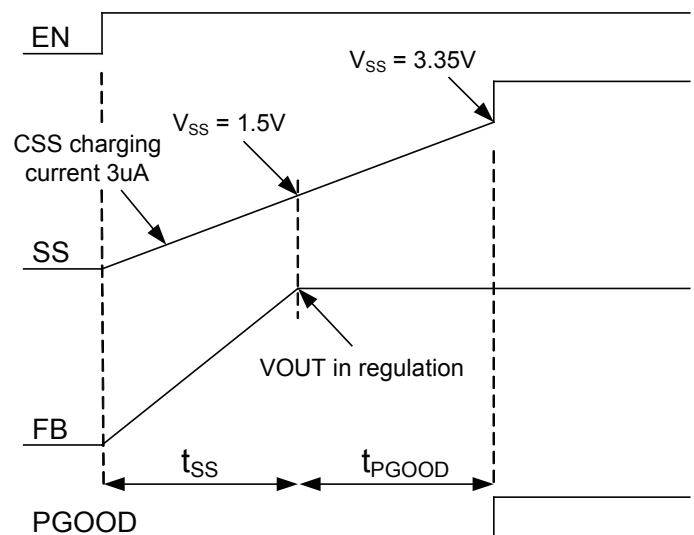 EN
V_SS = 3.35V
V_SS = 1.5V
CSS charging
current 3uA
SS
VOUT in regulation
FB
t_SS
t_PGOOD
PGOOD